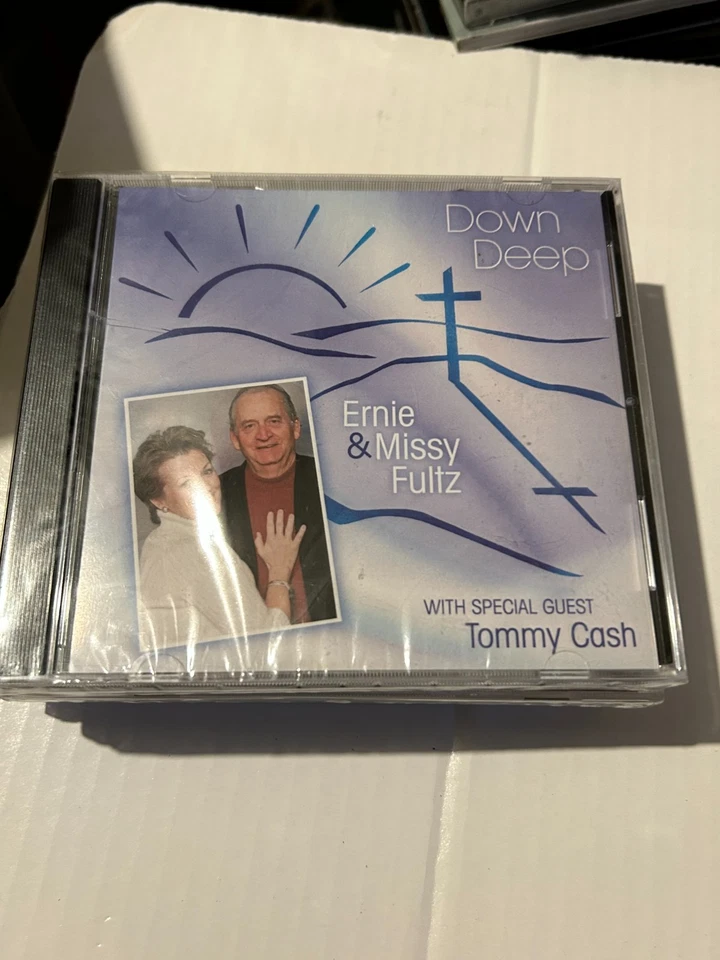 Down
Deep
Ernie
& Missy
Fultz
WITH SPECIAL GUEST
Tommy Cash